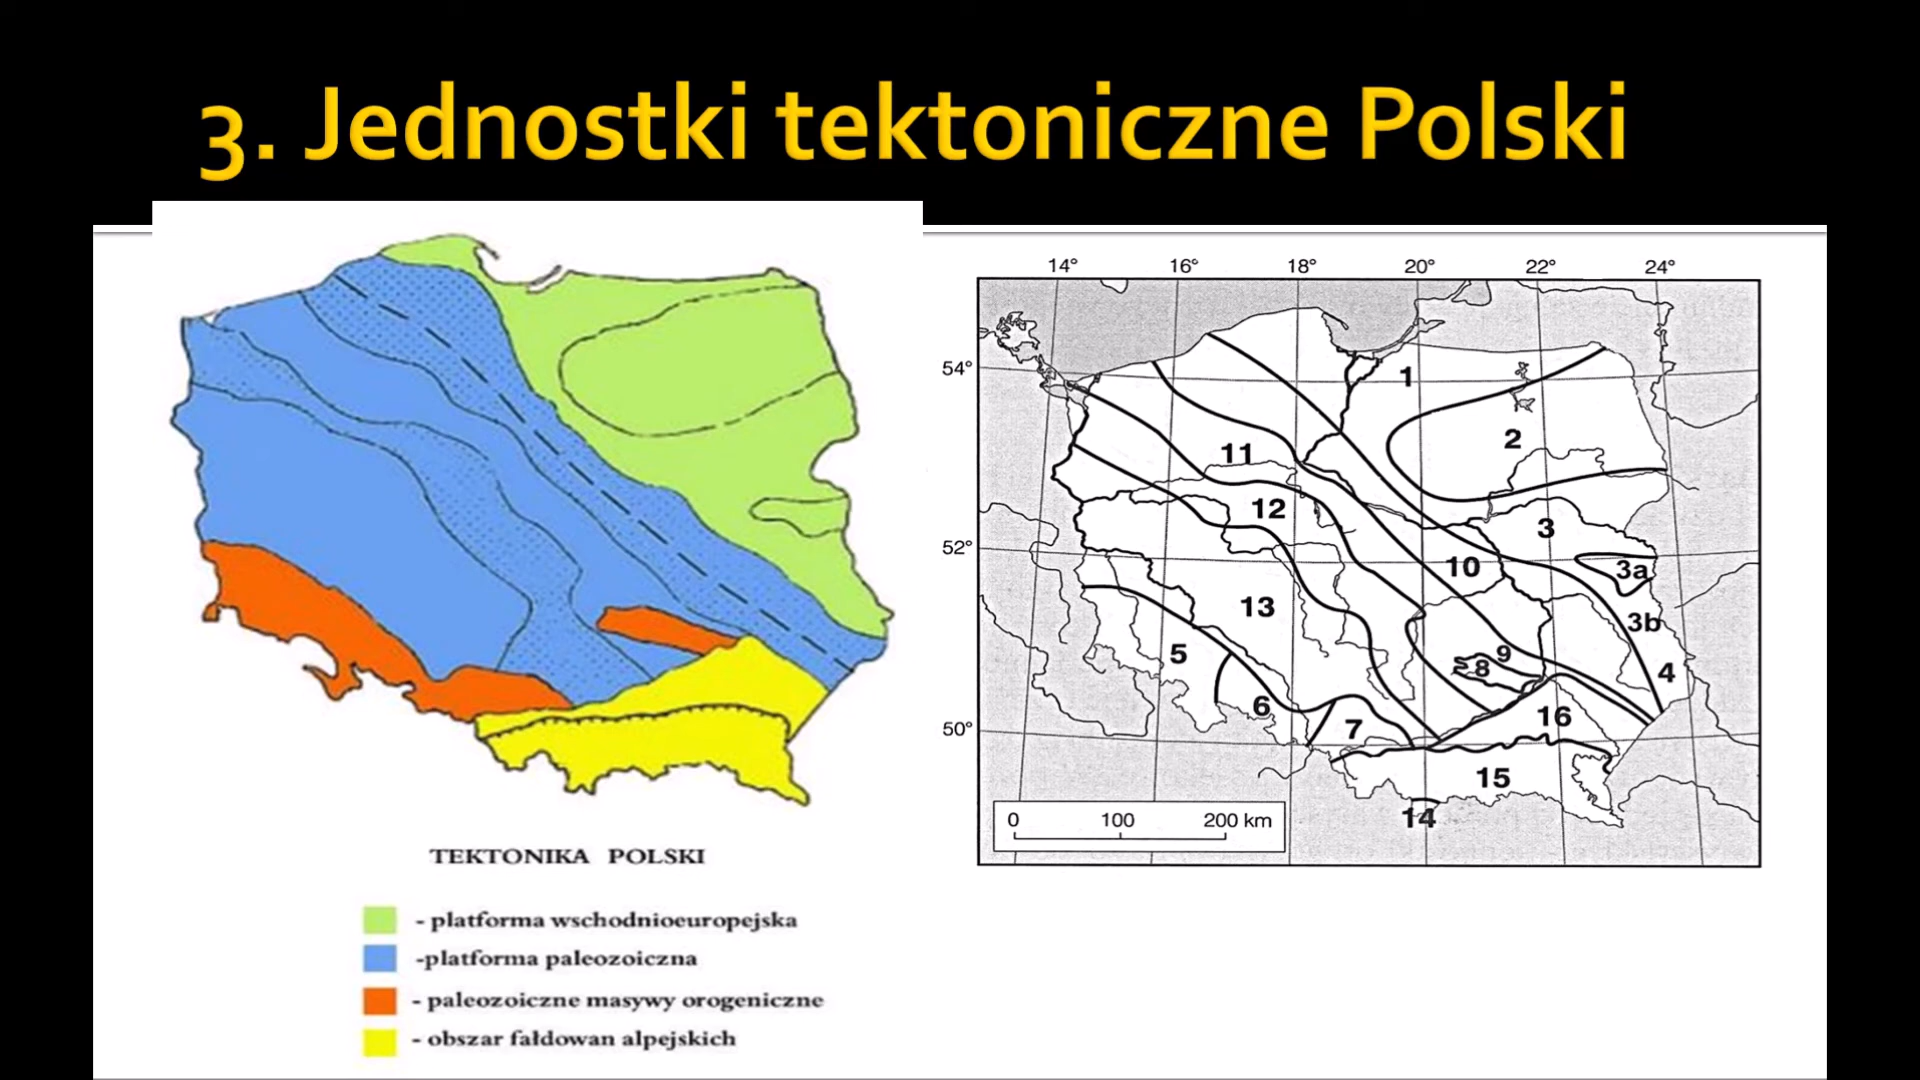 3. Jednostki tektoniczne Polski
TEKTONIKA POLSKI
- platforma wschodnioeuropejska
-platforma paleozoiczna
- paleozoiczne masywy orogeniczne
- obszar fałdowan alpejskich
14° 16° 18° 20° 22° 24°
54°
52°
50°
1
2
11
12
3
10
3a
13
3b
5
9
8
4
6
16
7
15
14
0 100 200 km